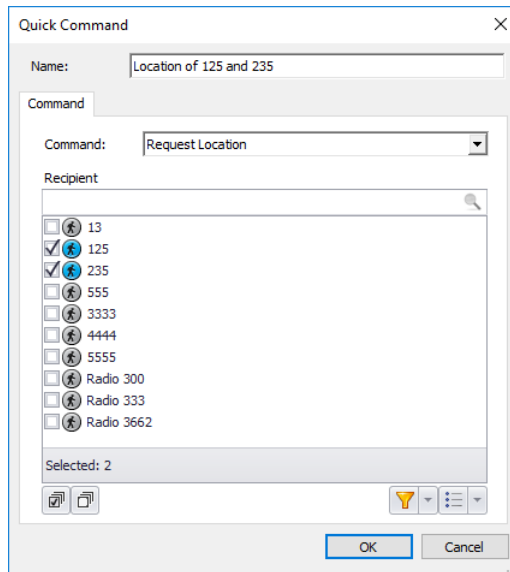 Quick Command
Name: Location of 125 and 235
Command
Command: Request Location
Recipient
13
125
235
555
3333
4444
5555
Radio 300
Radio 333
Radio 3662
Selected: 2
OK Cancel